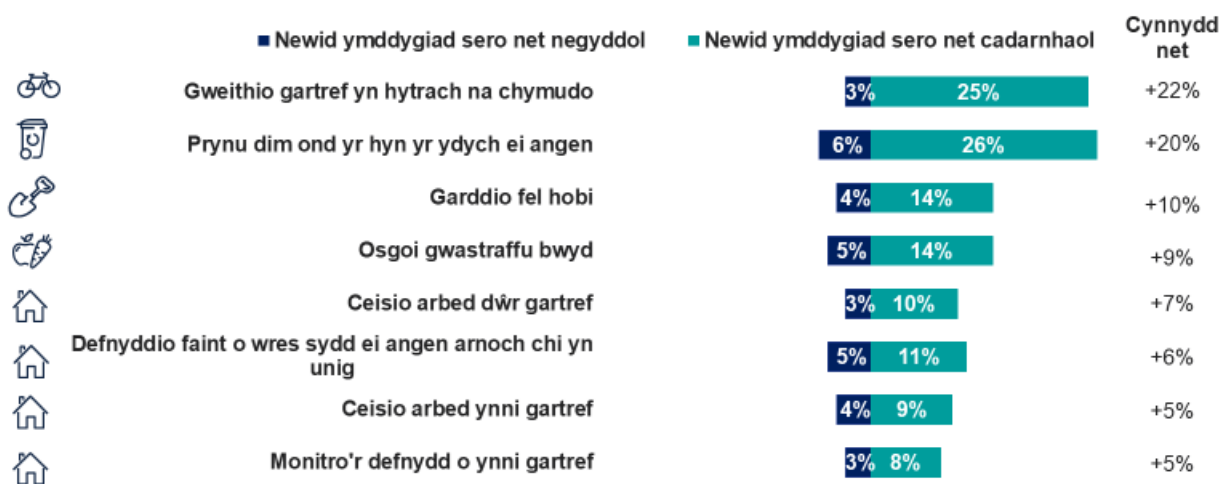 Newid ymddygiad sero net negyddol
Newid ymddygiad sero net cadarnhaol
Cynnydd
net
Gweithio gartref yn hytrach na chymudo
3%
25%
+22%
Prynu dim ond yr hyn yr ydych ei angen
6%
26%
+20%
Garddio fel hobi
4%
14%
+10%
Osgoi gwastraffu bwyd
5%
14%
+9%
Ceisio arbed dŵr gartref
3%
10%
+7%
Defnyddio faint o wres sydd ei angen arnoch chi yn
unig
5%
11%
+6%
Ceisio arbed ynni gartref
4%
9%
+5%
Monitro'r defnydd o ynni gartref
3%
8%
+5%